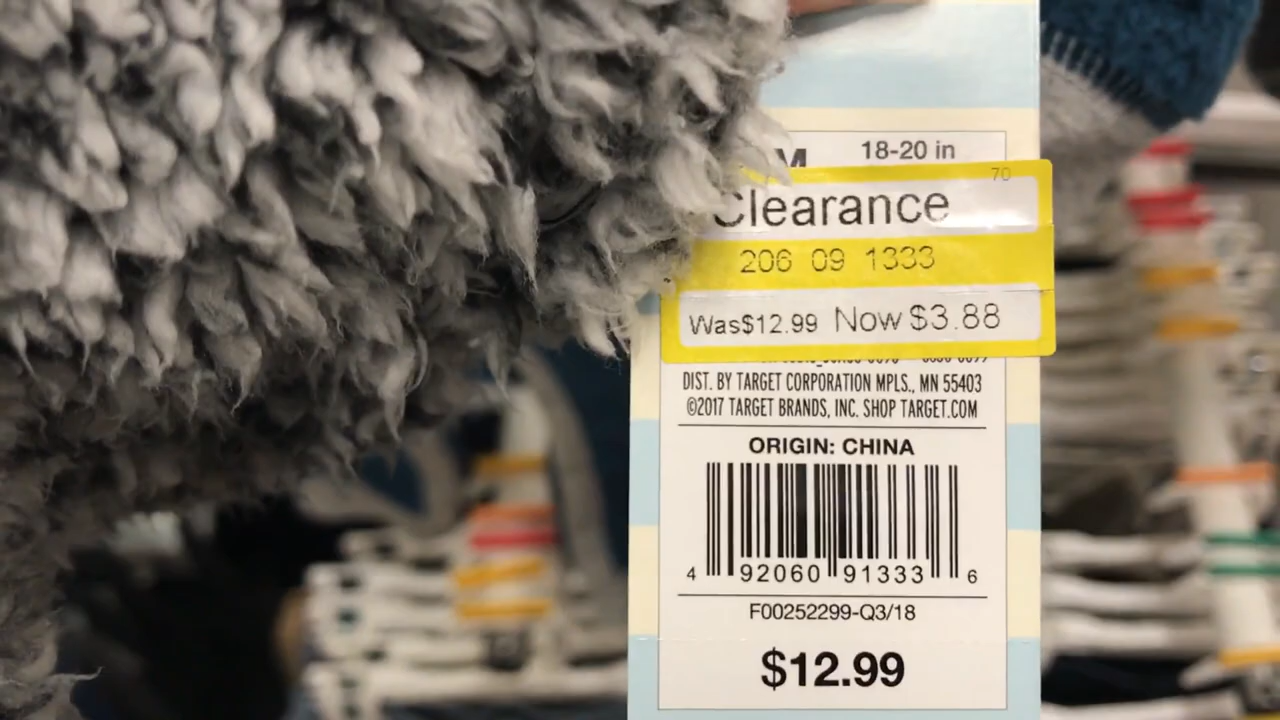 M 18-20 in
70
Clearance
206 09 1333
Was$12.99 Now $3.88
DIST. BY TARGET CORPORATION MPLS., MN 55403
©2017 TARGET BRANDS, INC. SHOP TARGET.COM
ORIGIN: CHINA
4 92060 91333 6
F00252299-Q3/18
$12.99